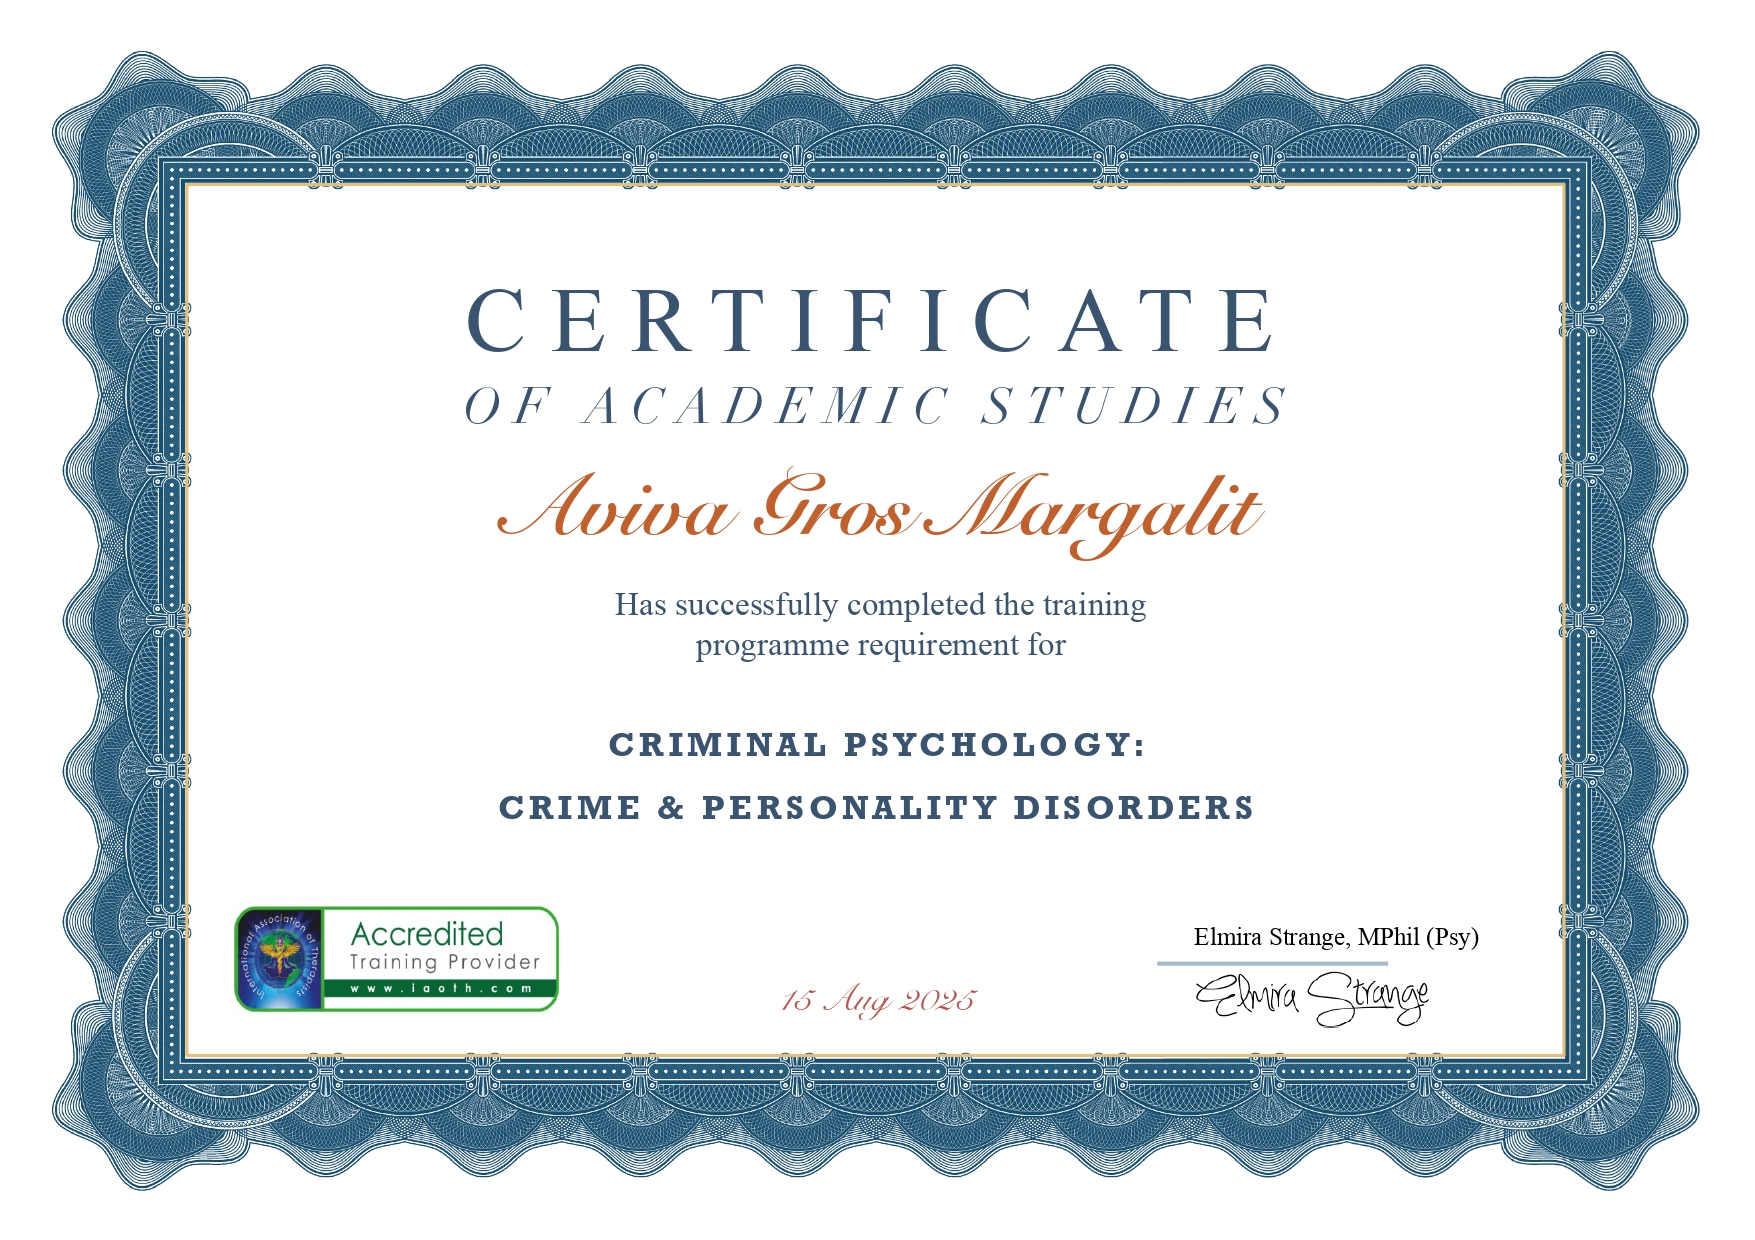 CERTIFICATE
OF ACADEMIC STUDIES
Aviva Gros Margalit
Has successfully completed the training
programme requirement for
CRIMINAL PSYCHOLOGY:
CRIME & PERSONALITY DISORDERS
International Association of Therapists
Accredited
Training Provider
www.iaoth.com
15 Aug 2025
Elmira Strange, MPhil (Psy)
Elmira Strange